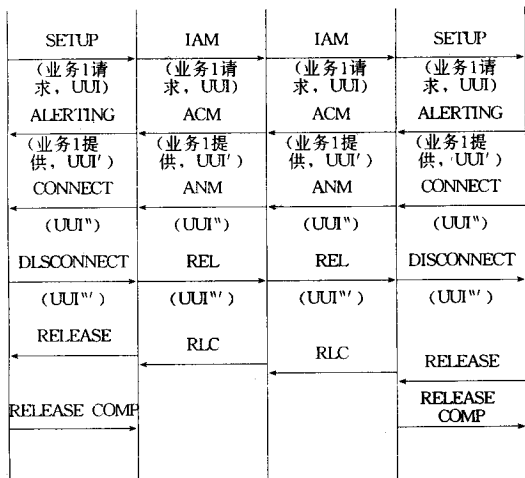 SETUP IAM IAM SETUP
(业务1请 (业务1请 (业务1请 (业务1请
求，UUI) 求，UUI) 求，UUI) 求，UUI)
ALERTING ACM ACM ALERTING
(业务1提 (业务1提 (业务1提 (业务1提
供，UUI′) 供，UUI′) 供，UUI′) 供，UUI′)
CONNECT ANM ANM CONNECT
(UUI″) (UUI″) (UUI″) (UUI″)
DLSCONNECT REL REL DISCONNECT
(UUI‴) (UUI‴) (UUI‴) (UUI‴)
RELEASE RLC RLC RELEASE
RELEASE COMP RELEASE
COMP